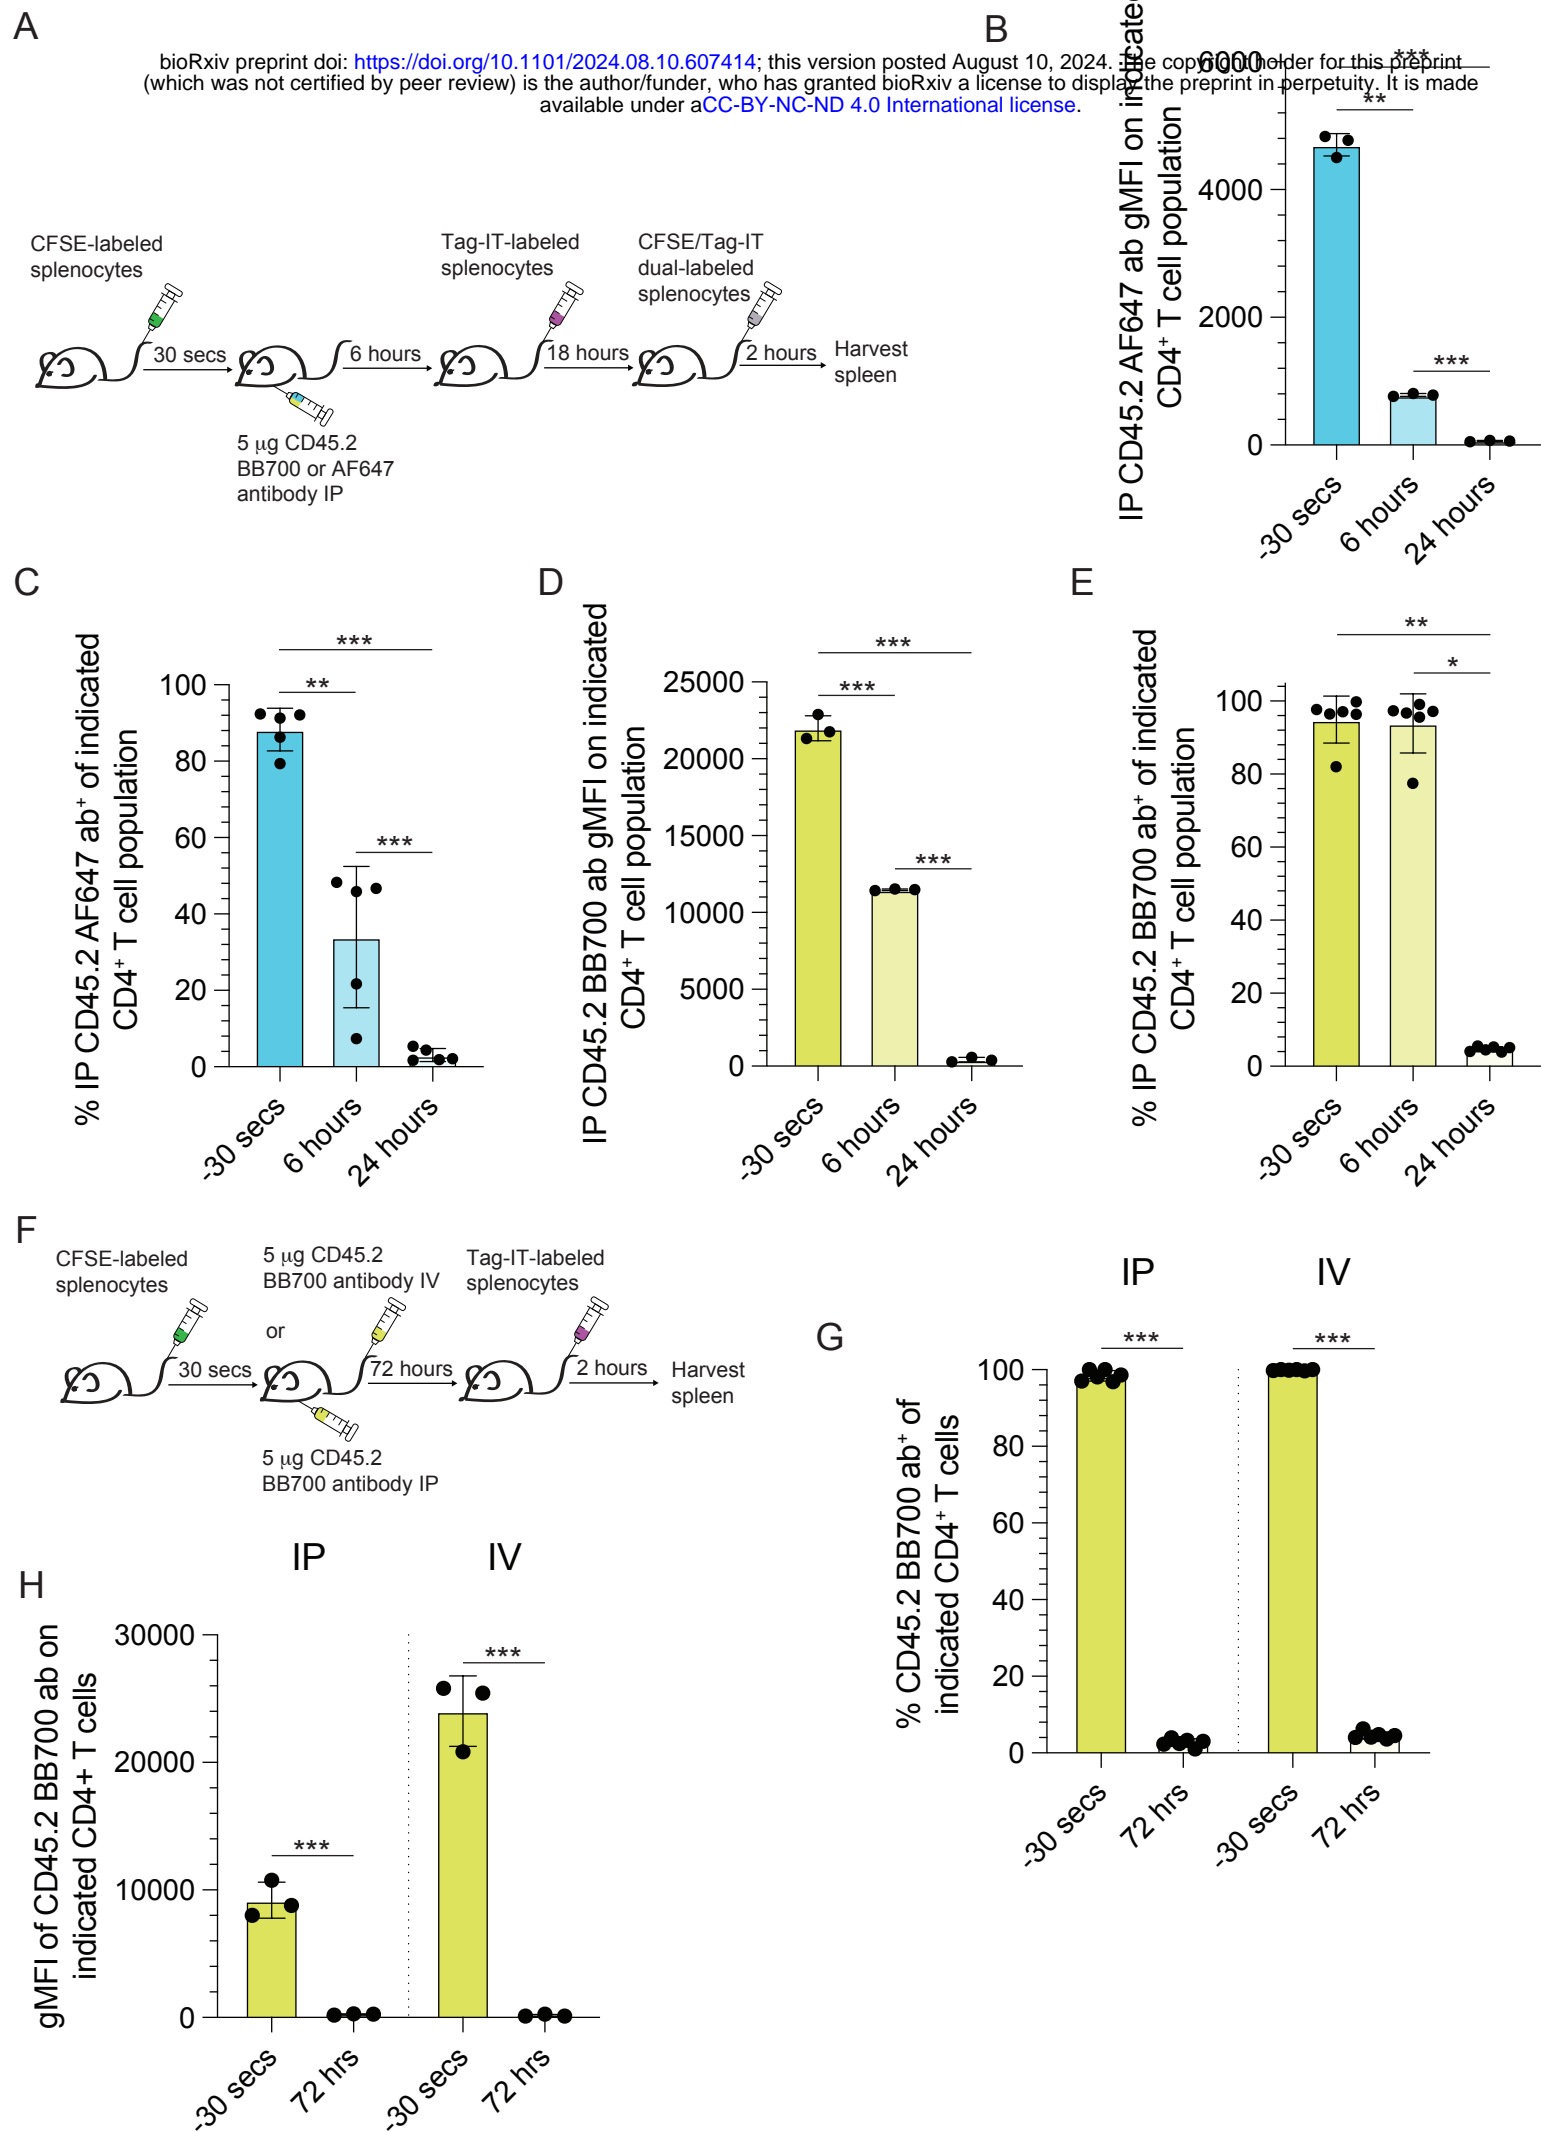 A
B
bioRxiv preprint doi: https://doi.org/10.1101/2024.08.10.607414; this version posted August 10, 2024. The copyright holder for this preprint
(which was not certified by peer review) is the author/funder, who has granted bioRxiv a license to display the preprint in perpetuity. It is made
available under aCC-BY-NC-ND 4.0 International license.
CFSE-labeled
splenocytes
30 secs
5 µg CD45.2
BB700 or AF647
antibody IP
6 hours
Tag-IT-labeled
splenocytes
18 hours
CFSE/Tag-IT
dual-labeled
splenocytes
2 hours
Harvest
spleen
IP CD45.2 AF647 ab gMFI on indicated
CD4⁺ T cell population
6000
4000
2000
0
***
**
***
-30 secs
6 hours
24 hours
C
% IP CD45.2 AF647 ab⁺ of indicated
CD4⁺ T cell population
100
80
60
40
20
0
***
**
***
-30 secs
6 hours
24 hours
D
IP CD45.2 BB700 ab gMFI on indicated
CD4⁺ T cell population
25000
20000
15000
10000
5000
0
***
***
***
-30 secs
6 hours
24 hours
E
% IP CD45.2 BB700 ab⁺ of indicated
CD4⁺ T cell population
100
80
60
40
20
0
**
*
-30 secs
6 hours
24 hours
F
CFSE-labeled
splenocytes
30 secs
5 µg CD45.2
BB700 antibody IV
or
5 µg CD45.2
BB700 antibody IP
72 hours
Tag-IT-labeled
splenocytes
2 hours
Harvest
spleen
G
IP
IV
% CD45.2 BB700 ab⁺ of
indicated CD4⁺ T cells
100
80
60
40
20
0
***
***
-30 secs
72 hrs
-30 secs
72 hrs
H
IP
IV
gMFI of CD45.2 BB700 ab on
indicated CD4+ T cells
30000
20000
10000
0
***
***
-30 secs
72 hrs
-30 secs
72 hrs